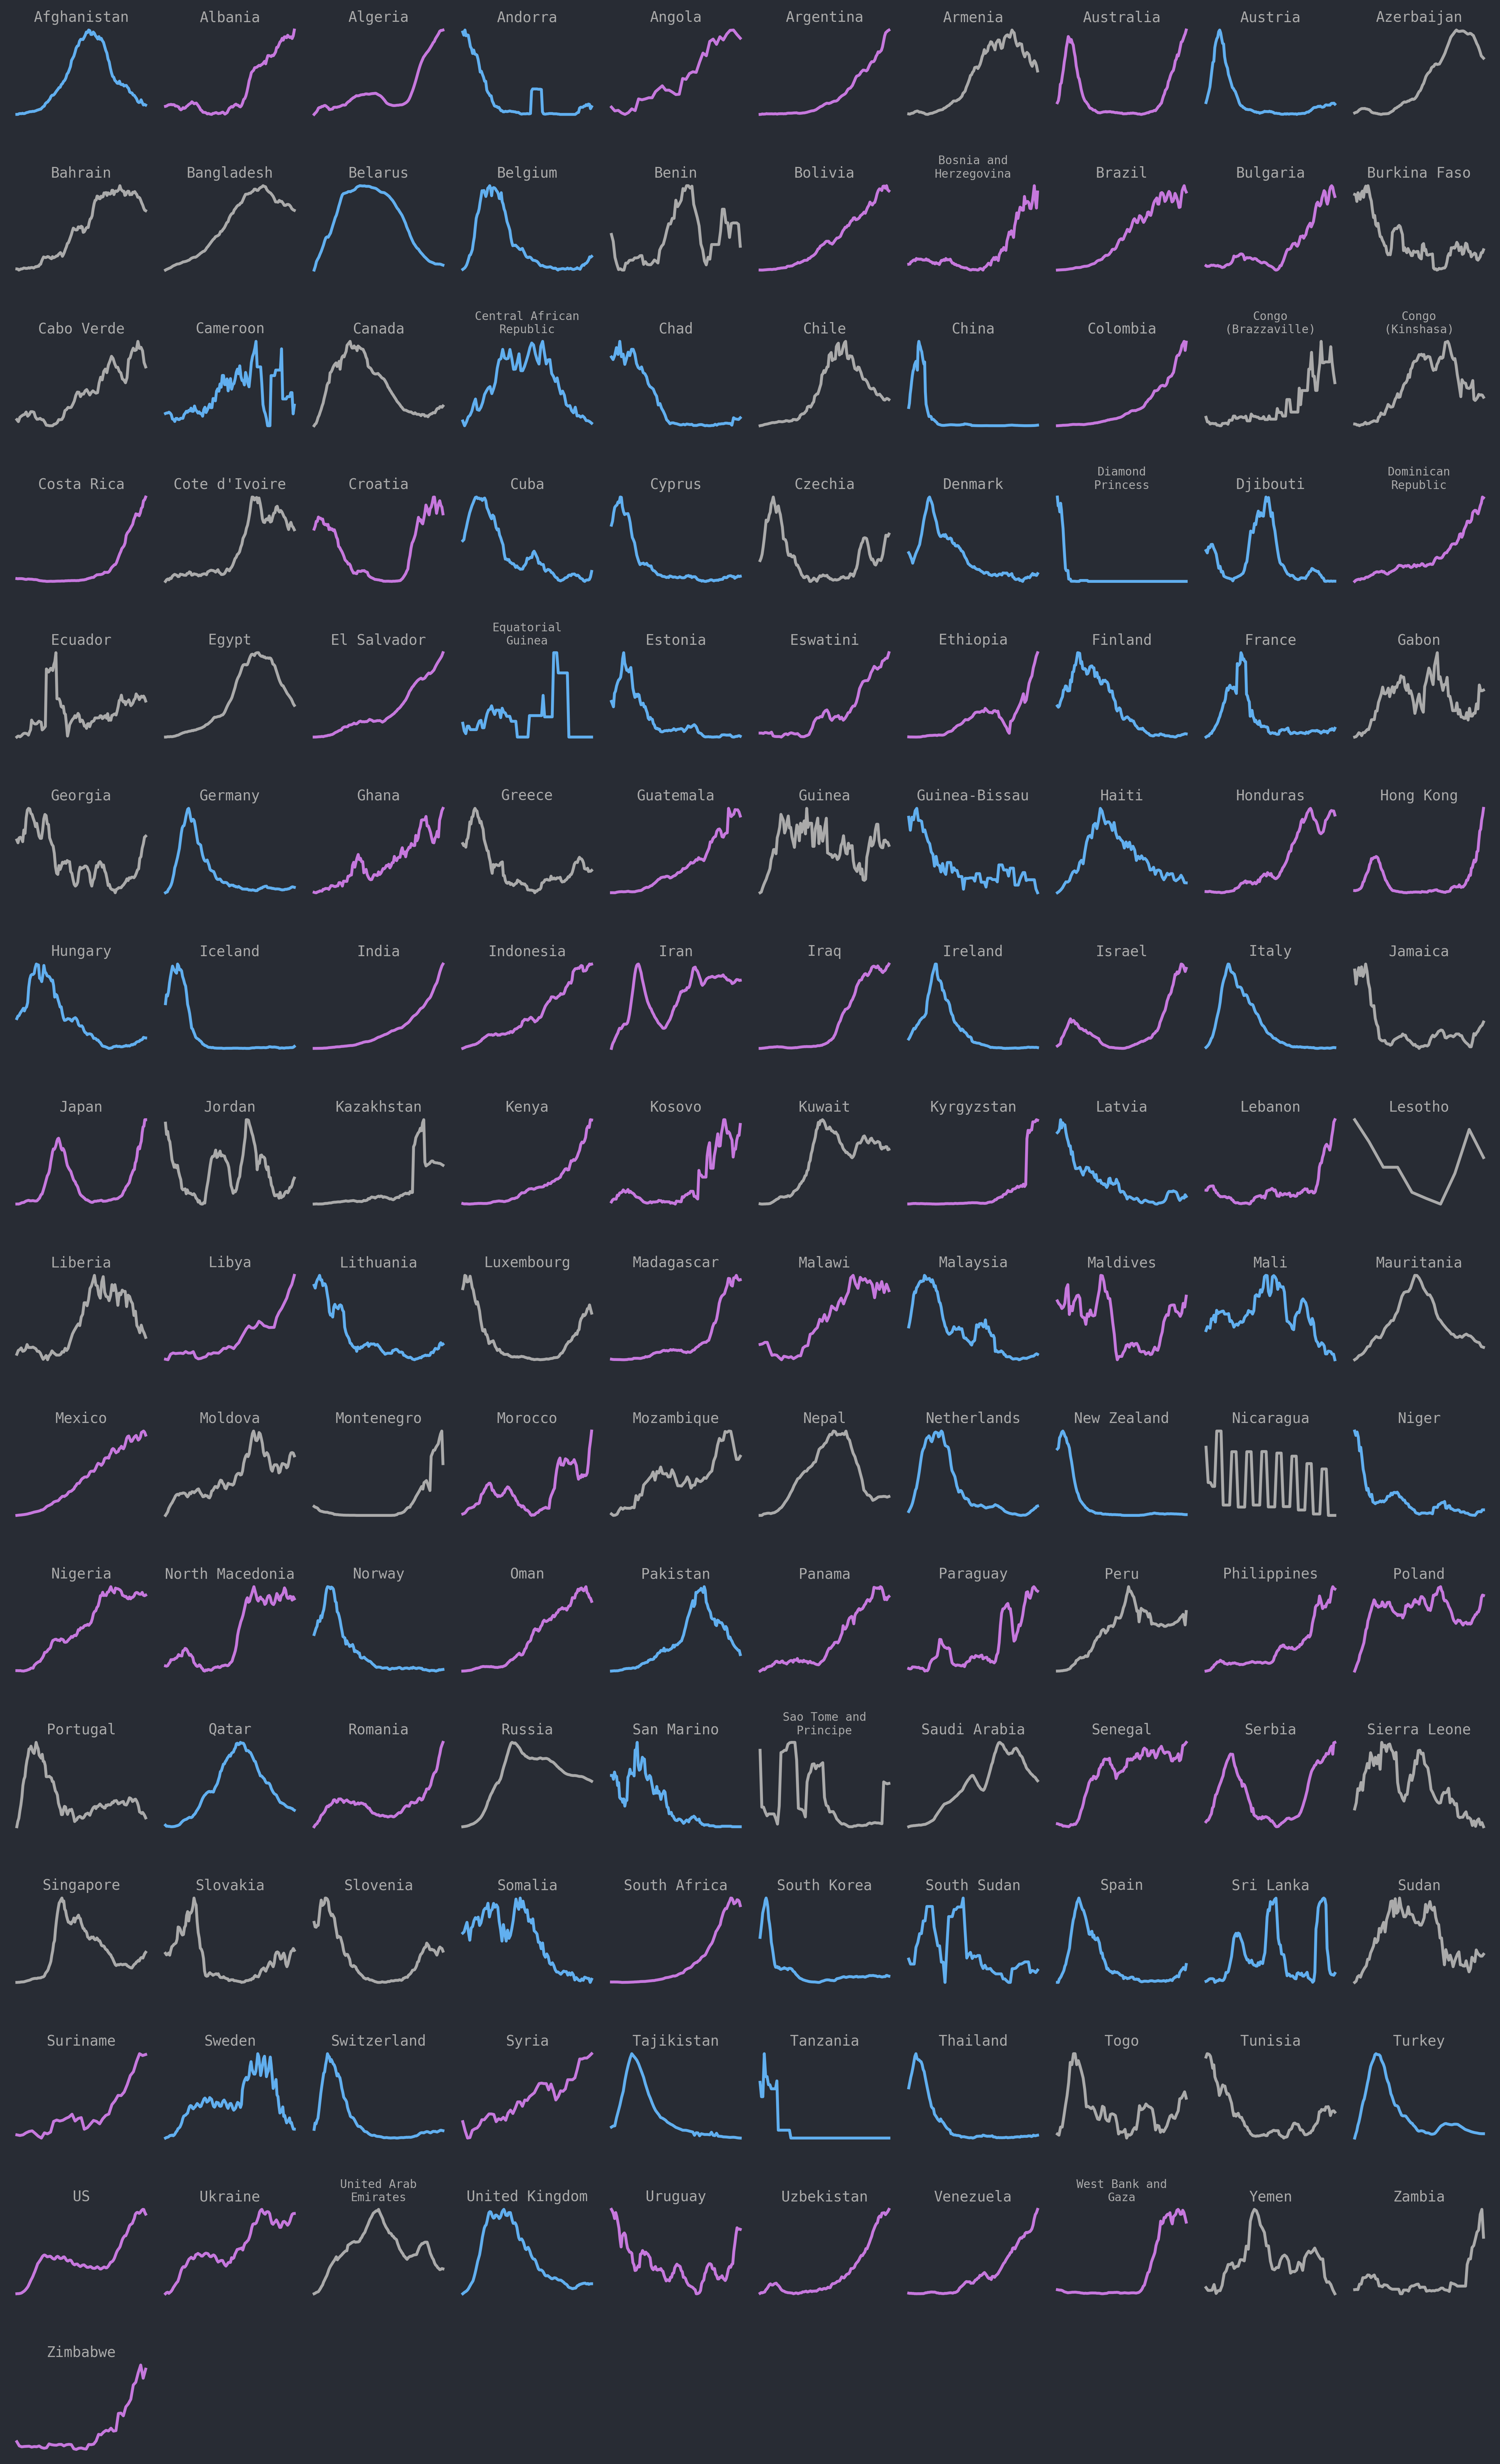 Afghanistan
Albania
Algeria
Andorra
Angola
Argentina
Armenia
Australia
Austria
Azerbaijan
Bahrain
Bangladesh
Belarus
Belgium
Benin
Bolivia
Bosnia and
Herzegovina
Brazil
Bulgaria
Burkina Faso
Cabo Verde
Cameroon
Canada
Central African
Republic
Chad
Chile
China
Colombia
Congo
(Brazzaville)
Congo
(Kinshasa)
Costa Rica
Cote d'Ivoire
Croatia
Cuba
Cyprus
Czechia
Denmark
Diamond
Princess
Djibouti
Dominican
Republic
Ecuador
Egypt
El Salvador
Equatorial
Guinea
Estonia
Eswatini
Ethiopia
Finland
France
Gabon
Georgia
Germany
Ghana
Greece
Guatemala
Guinea
Guinea-Bissau
Haiti
Honduras
Hong Kong
Hungary
Iceland
India
Indonesia
Iran
Iraq
Ireland
Israel
Italy
Jamaica
Japan
Jordan
Kazakhstan
Kenya
Kosovo
Kuwait
Kyrgyzstan
Latvia
Lebanon
Lesotho
Liberia
Libya
Lithuania
Luxembourg
Madagascar
Malawi
Malaysia
Maldives
Mali
Mauritania
Mexico
Moldova
Montenegro
Morocco
Mozambique
Nepal
Netherlands
New Zealand
Nicaragua
Niger
Nigeria
North Macedonia
Norway
Oman
Pakistan
Panama
Paraguay
Peru
Philippines
Poland
Portugal
Qatar
Romania
Russia
San Marino
Sao Tome and
Principe
Saudi Arabia
Senegal
Serbia
Sierra Leone
Singapore
Slovakia
Slovenia
Somalia
South Africa
South Korea
South Sudan
Spain
Sri Lanka
Sudan
Suriname
Sweden
Switzerland
Syria
Tajikistan
Tanzania
Thailand
Togo
Tunisia
Turkey
US
Ukraine
United Arab
Emirates
United Kingdom
Uruguay
Uzbekistan
Venezuela
West Bank and
Gaza
Yemen
Zambia
Zimbabwe